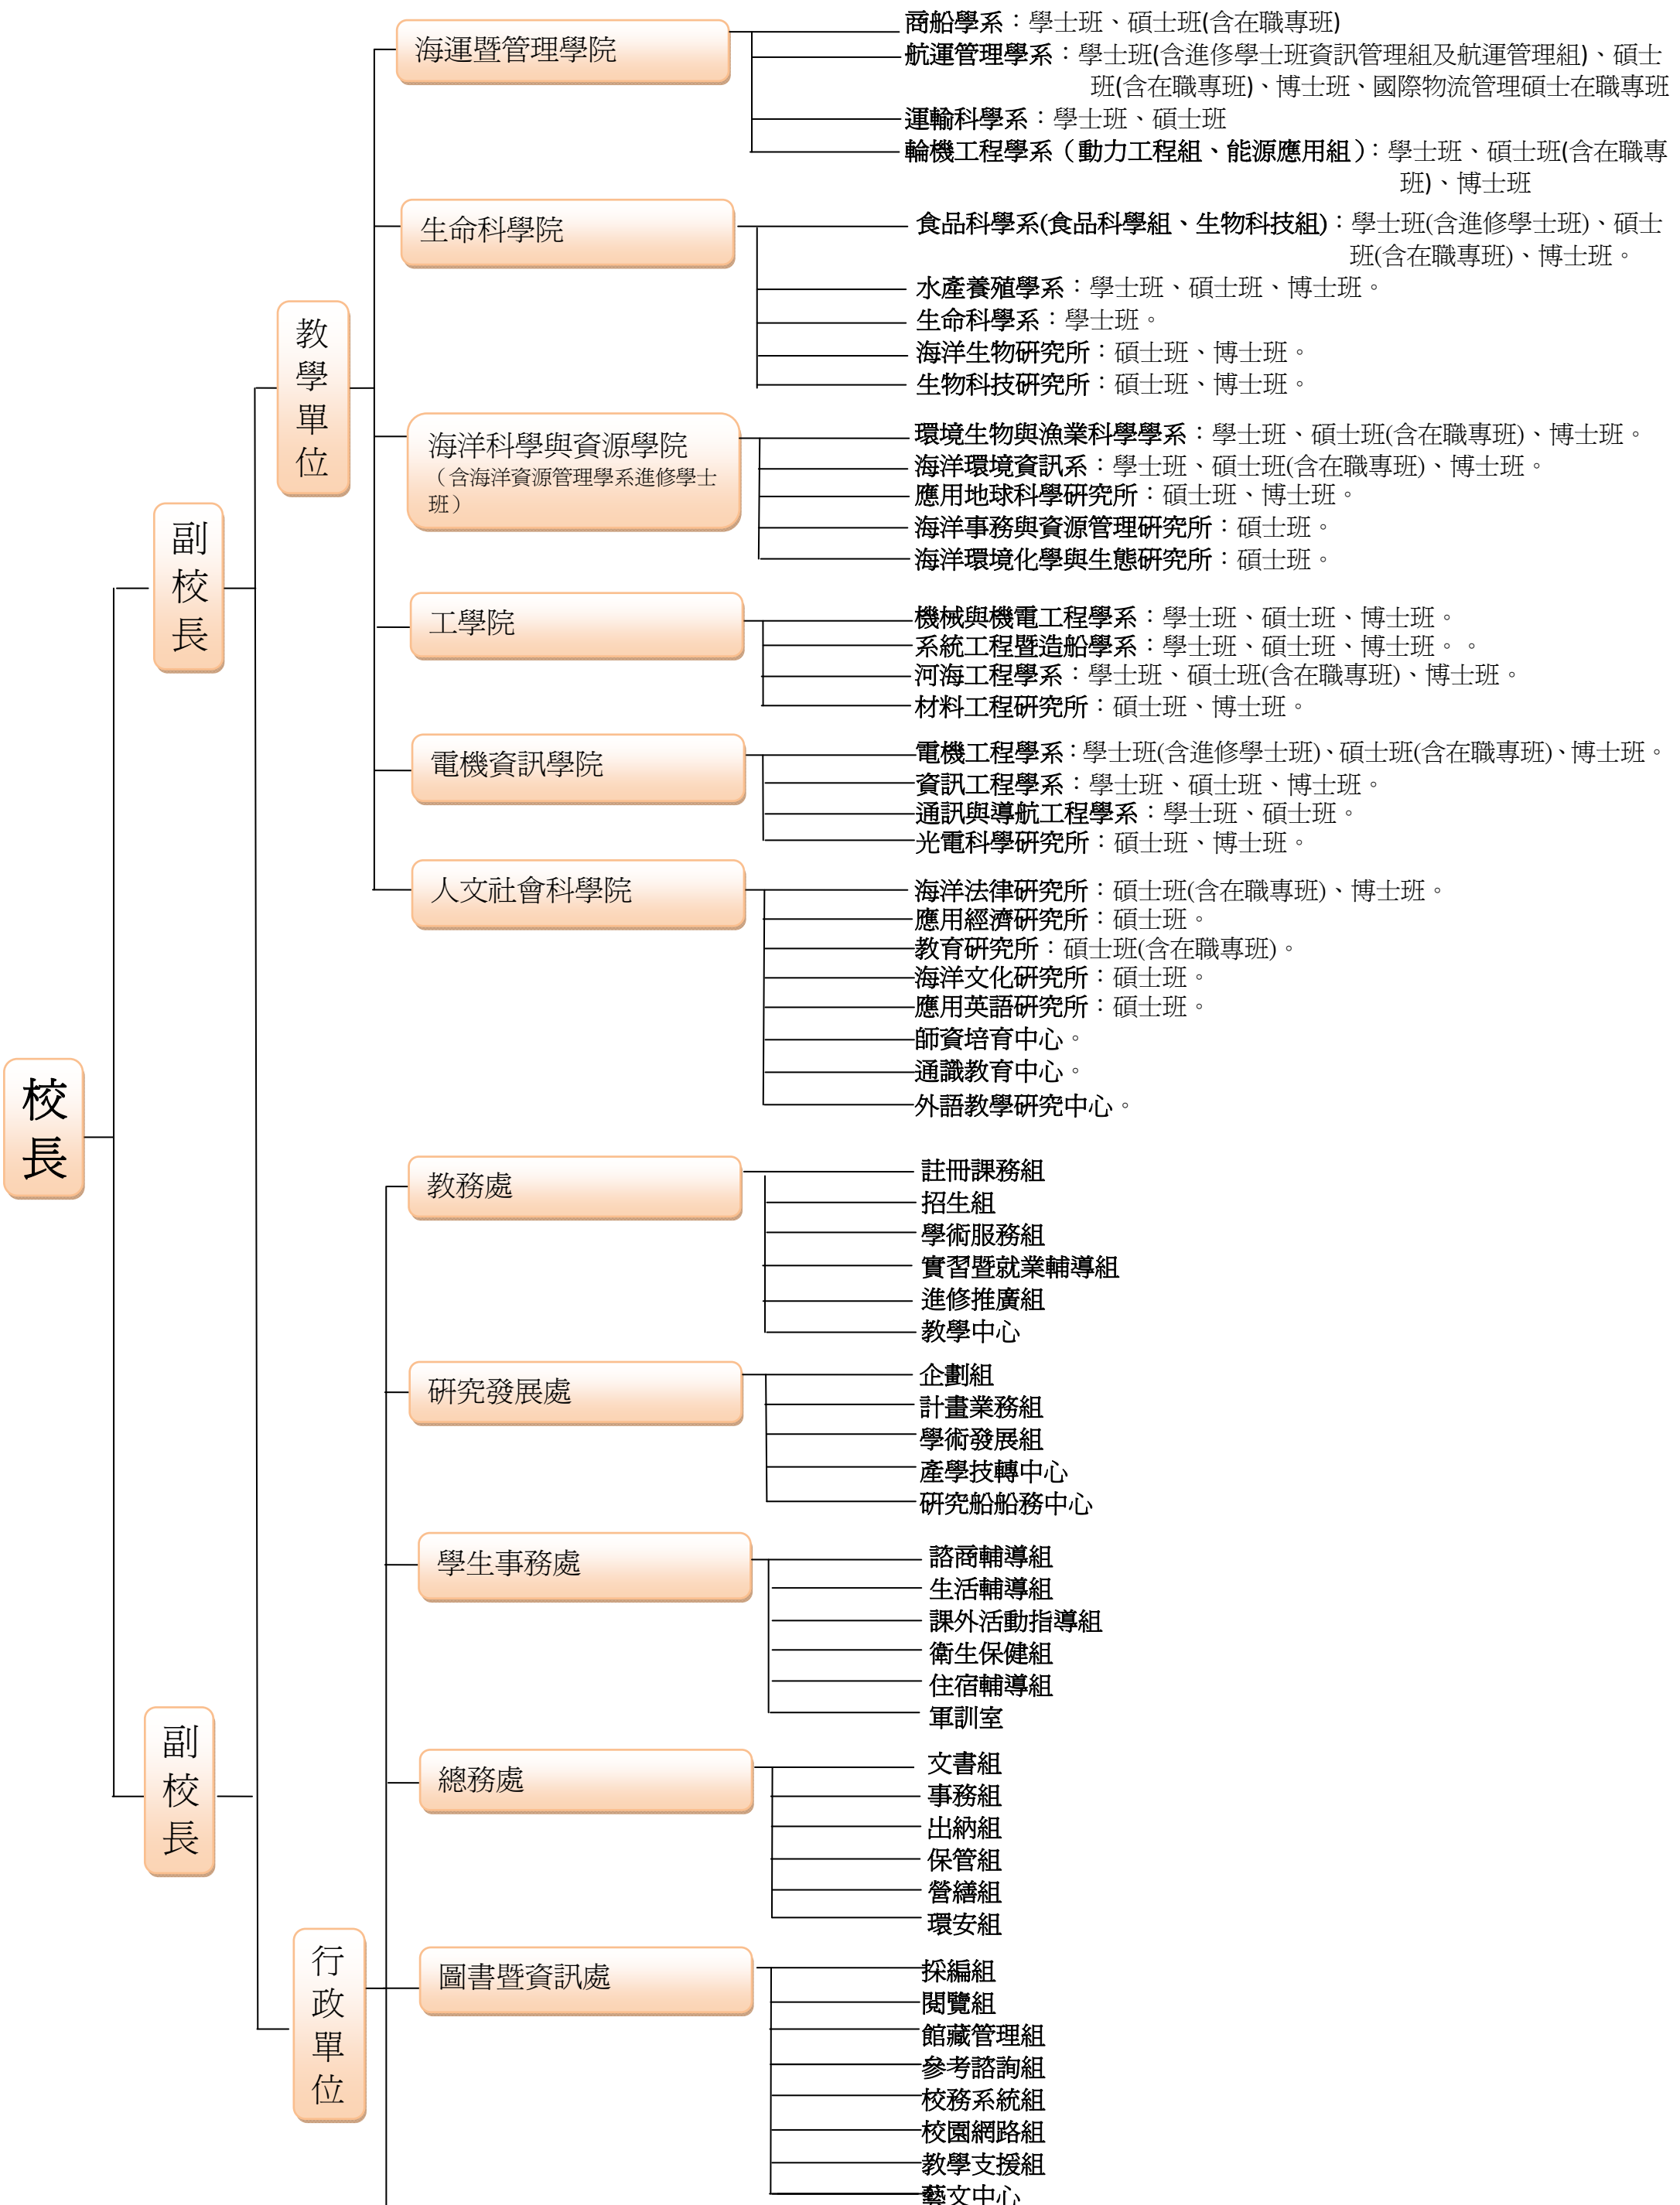 校長
副校長
副校長
教學單位
海運暨管理學院
商船學系：學士班、碩士班(含在職專班)
航運管理學系：學士班(含進修學士班資訊管理組及航運管理組)、碩士
班(含在職專班)、博士班、國際物流管理碩士在職專班
運輸科學系：學士班、碩士班
輪機工程學系（動力工程組、能源應用組）：學士班、碩士班(含在職專
班)、博士班
生命科學院
食品科學系(食品科學組、生物科技組)：學士班(含進修學士班)、碩士
班(含在職專班)、博士班。
水產養殖學系：學士班、碩士班、博士班。
生命科學系：學士班。
海洋生物研究所：碩士班、博士班。
生物科技研究所：碩士班、博士班。
海洋科學與資源學院
（含海洋資源管理學系進修學士
班）
環境生物與漁業科學學系：學士班、碩士班(含在職專班)、博士班。
海洋環境資訊系：學士班、碩士班(含在職專班)、博士班。
應用地球科學研究所：碩士班、博士班。
海洋事務與資源管理研究所：碩士班。
海洋環境化學與生態研究所：碩士班。
工學院
機械與機電工程學系：學士班、碩士班、博士班。
系統工程暨造船學系：學士班、碩士班、博士班。。
河海工程學系：學士班、碩士班(含在職專班)、博士班。
材料工程研究所：碩士班、博士班。
電機資訊學院
電機工程學系：學士班(含進修學士班)、碩士班(含在職專班)、博士班。
資訊工程學系：學士班、碩士班、博士班。
通訊與導航工程學系：學士班、碩士班。
光電科學研究所：碩士班、博士班。
人文社會科學院
海洋法律研究所：碩士班(含在職專班)、博士班。
應用經濟研究所：碩士班。
教育研究所：碩士班(含在職專班)。
海洋文化研究所：碩士班。
應用英語研究所：碩士班。
師資培育中心。
通識教育中心。
外語教學研究中心。
行政單位
教務處
註冊課務組
招生組
學術服務組
實習暨就業輔導組
進修推廣組
教學中心
研究發展處
企劃組
計畫業務組
學術發展組
產學技轉中心
研究船船務中心
學生事務處
諮商輔導組
生活輔導組
課外活動指導組
衛生保健組
住宿輔導組
軍訓室
總務處
文書組
事務組
出納組
保管組
營繕組
環安組
圖書暨資訊處
採編組
閱覽組
館藏管理組
參考諮詢組
校務系統組
校園網路組
教學支援組
藝文中心